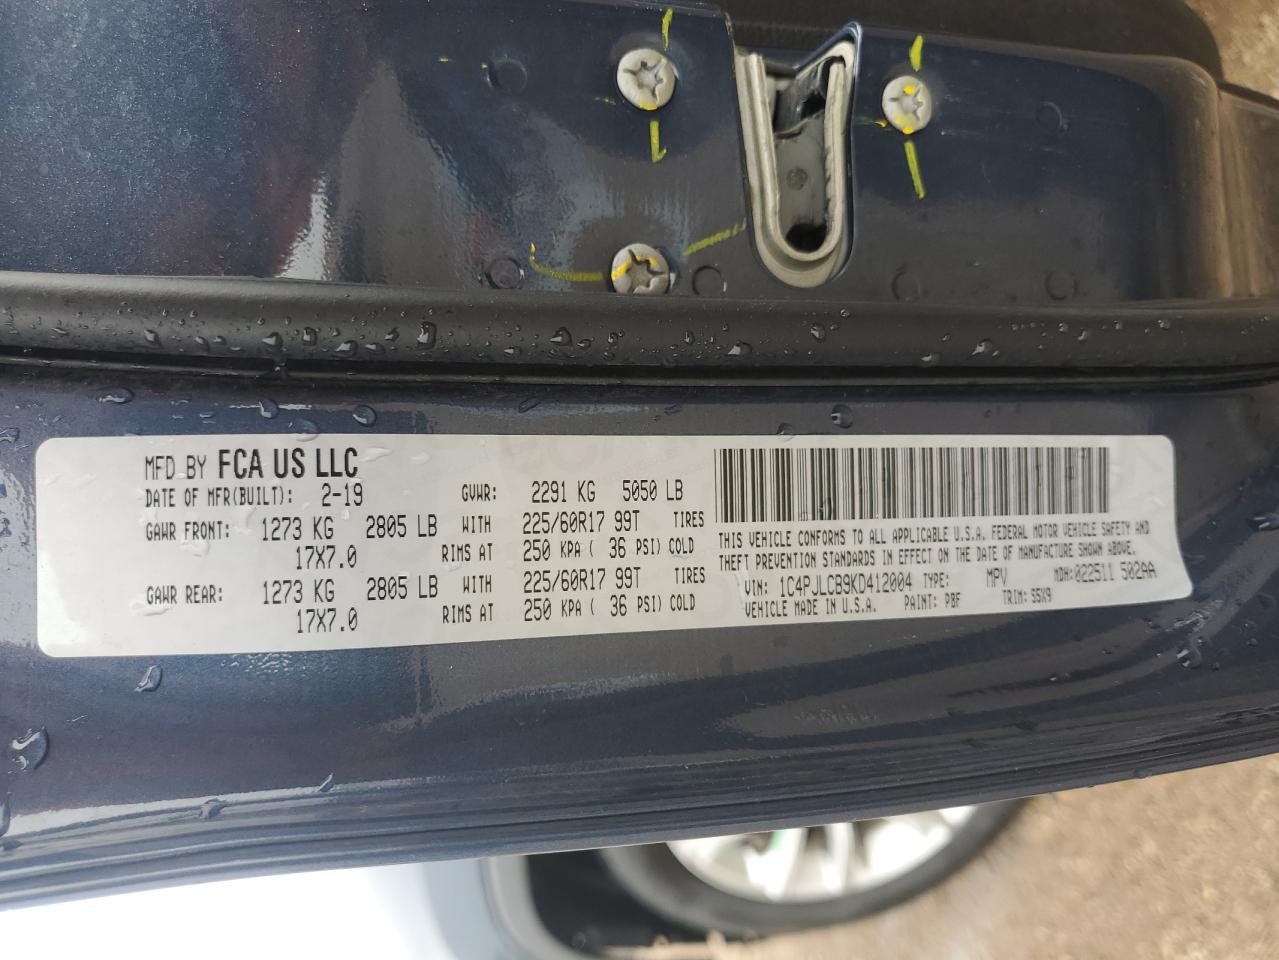 MFD BY FCA US LLC
DATE OF MFR(BUILT): 2-19 GVWR: 2291 KG 5050 LB
GAWR FRONT: 1273 KG 2805 LB WITH 225/60R17 99T TIRES
17X7.0 RIMS AT 250 KPA ( 36 PSI) COLD
GAWR REAR: 1273 KG 2805 LB WITH 225/60R17 99T TIRES
17X7.0 RIMS AT 250 KPA ( 36 PSI) COLD
THIS VEHICLE CONFORMS TO ALL APPLICABLE U.S.A. FEDERAL MOTOR VEHICLE SAFETY AND
THEFT PREVENTION STANDARDS IN EFFECT ON THE DATE OF MANUFACTURE SHOWN ABOVE.
VIN: 1C4PJLCB9KD412004 TYPE: MPV MDH:022511 502AA
VEHICLE MADE IN U.S.A. PAINT: PBF TRIM: S5X9